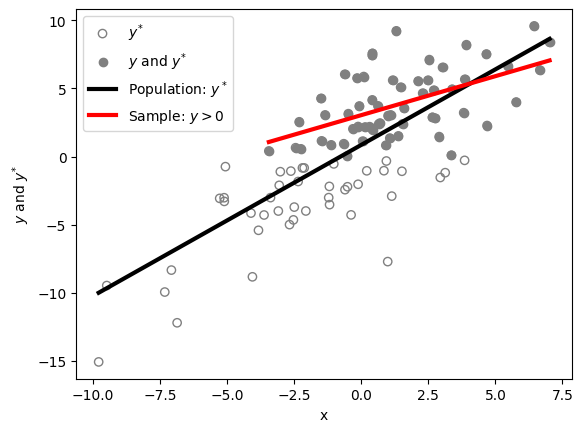 y*
y and y*
Population: y*
Sample: y > 0
10
5
0
−5
−10
−15
y and y*
−10.0 −7.5 −5.0 −2.5 0.0 2.5 5.0 7.5
x